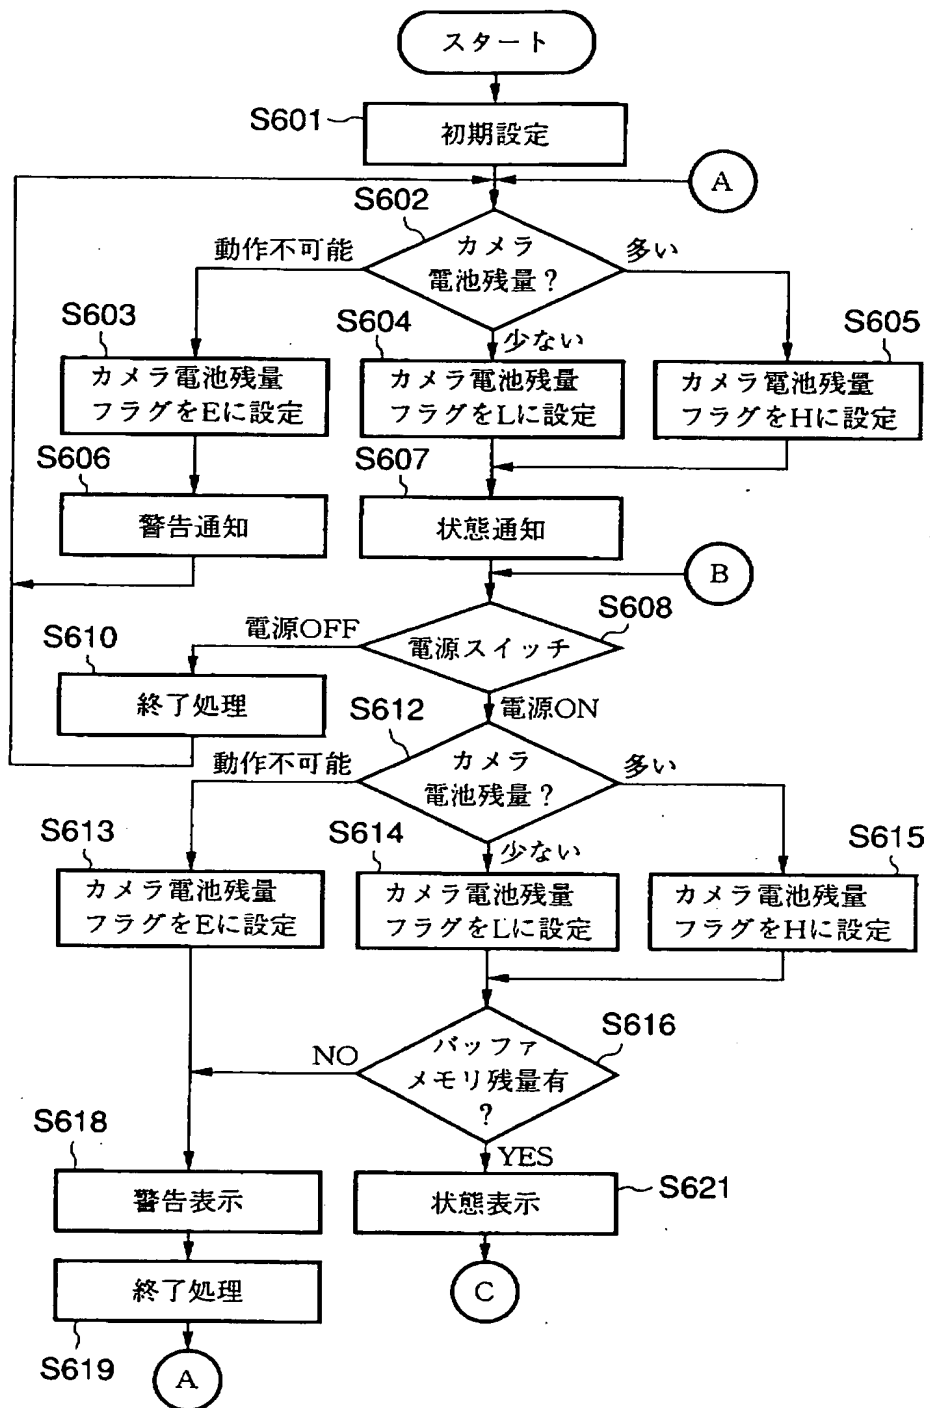 スタート
S601
初期設定
A
S602
カメラ
電池残量?
動作不可能
多い
少ない
S603
カメラ電池残量
フラグをEに設定
S604
カメラ電池残量
フラグをLに設定
S605
カメラ電池残量
フラグをHに設定
S606
警告通知
S607
状態通知
B
S608
電源スイッチ
電源OFF
電源ON
S610
終了処理
S612
カメラ
電池残量?
動作不可能
多い
少ない
S613
カメラ電池残量
フラグをEに設定
S614
カメラ電池残量
フラグをLに設定
S615
カメラ電池残量
フラグをHに設定
S616
バッファ
メモリ残量有
?
NO
YES
S618
警告表示
S621
状態表示
終了処理
S619
C
A